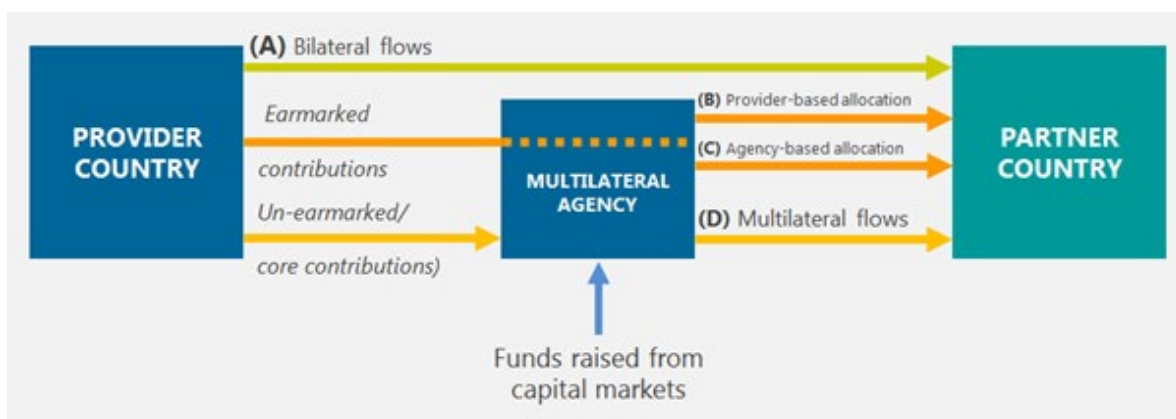 (A) Bilateral flows
PROVIDER
COUNTRY
Earmarked
contributions
Un-earmarked/
core contributions)
MULTILATERAL
AGENCY
(B) Provider-based allocation
(C) Agency-based allocation
(D) Multilateral flows
PARTNER
COUNTRY
Funds raised from
capital markets